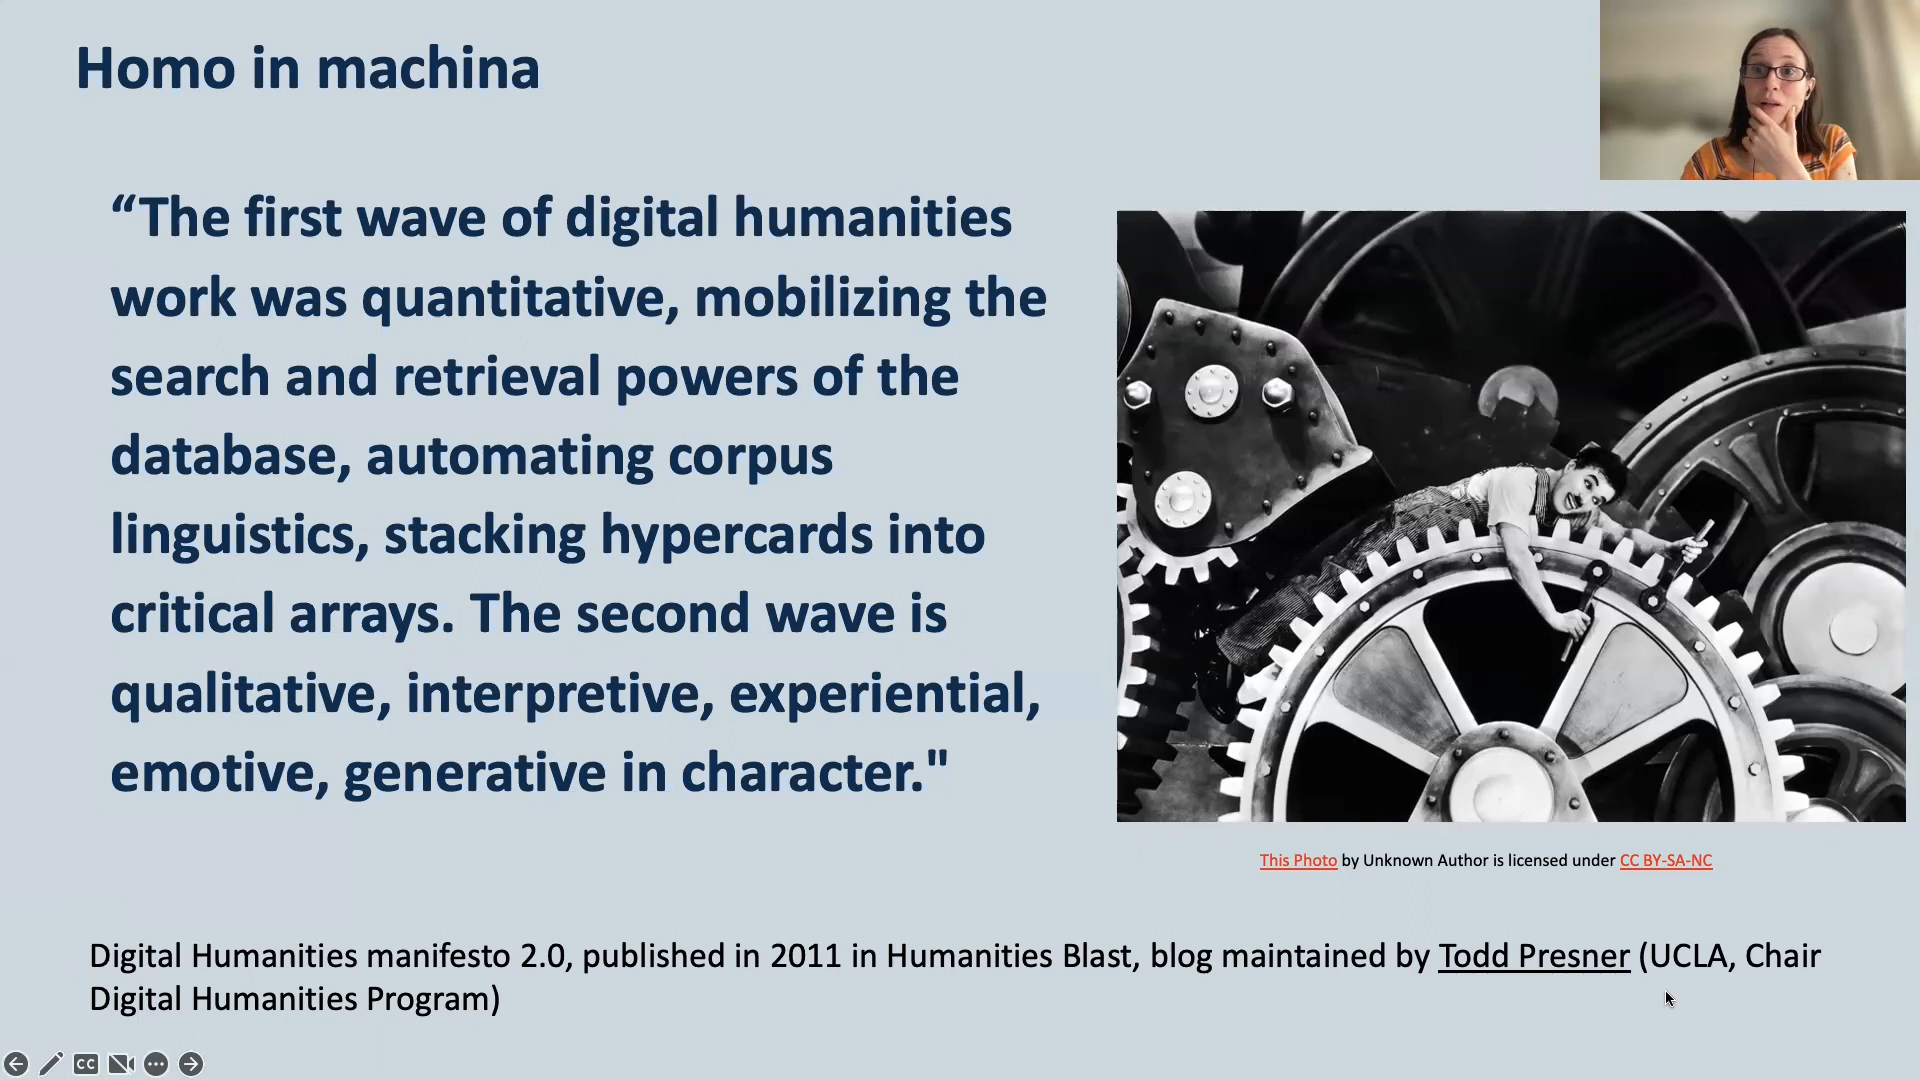 Homo in machina
“The first wave of digital humanities
work was quantitative, mobilizing the
search and retrieval powers of the
database, automating corpus
linguistics, stacking hypercards into
critical arrays. The second wave is
qualitative, interpretive, experiential,
emotive, generative in character."
This Photo by Unknown Author is licensed under CC BY-SA-NC
Digital Humanities manifesto 2.0, published in 2011 in Humanities Blast, blog maintained by Todd Presner (UCLA, Chair
Digital Humanities Program)
CC